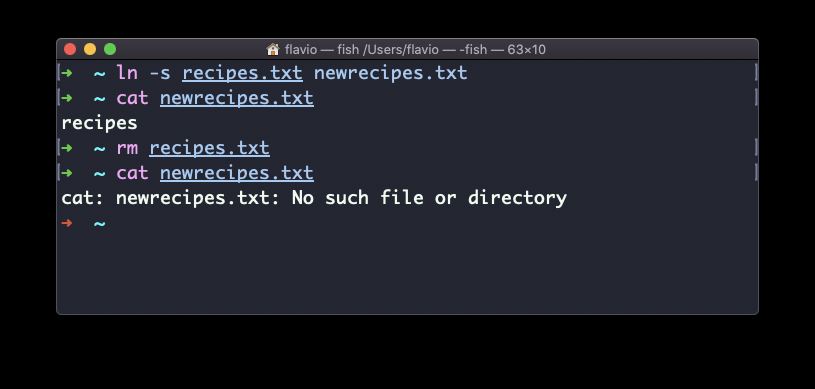 flavio — fish /Users/flavio — -fish — 63×10
➜ ~ ln -s recipes.txt newrecipes.txt
➜ ~ cat newrecipes.txt
recipes
➜ ~ rm recipes.txt
➜ ~ cat newrecipes.txt
cat: newrecipes.txt: No such file or directory
➜ ~